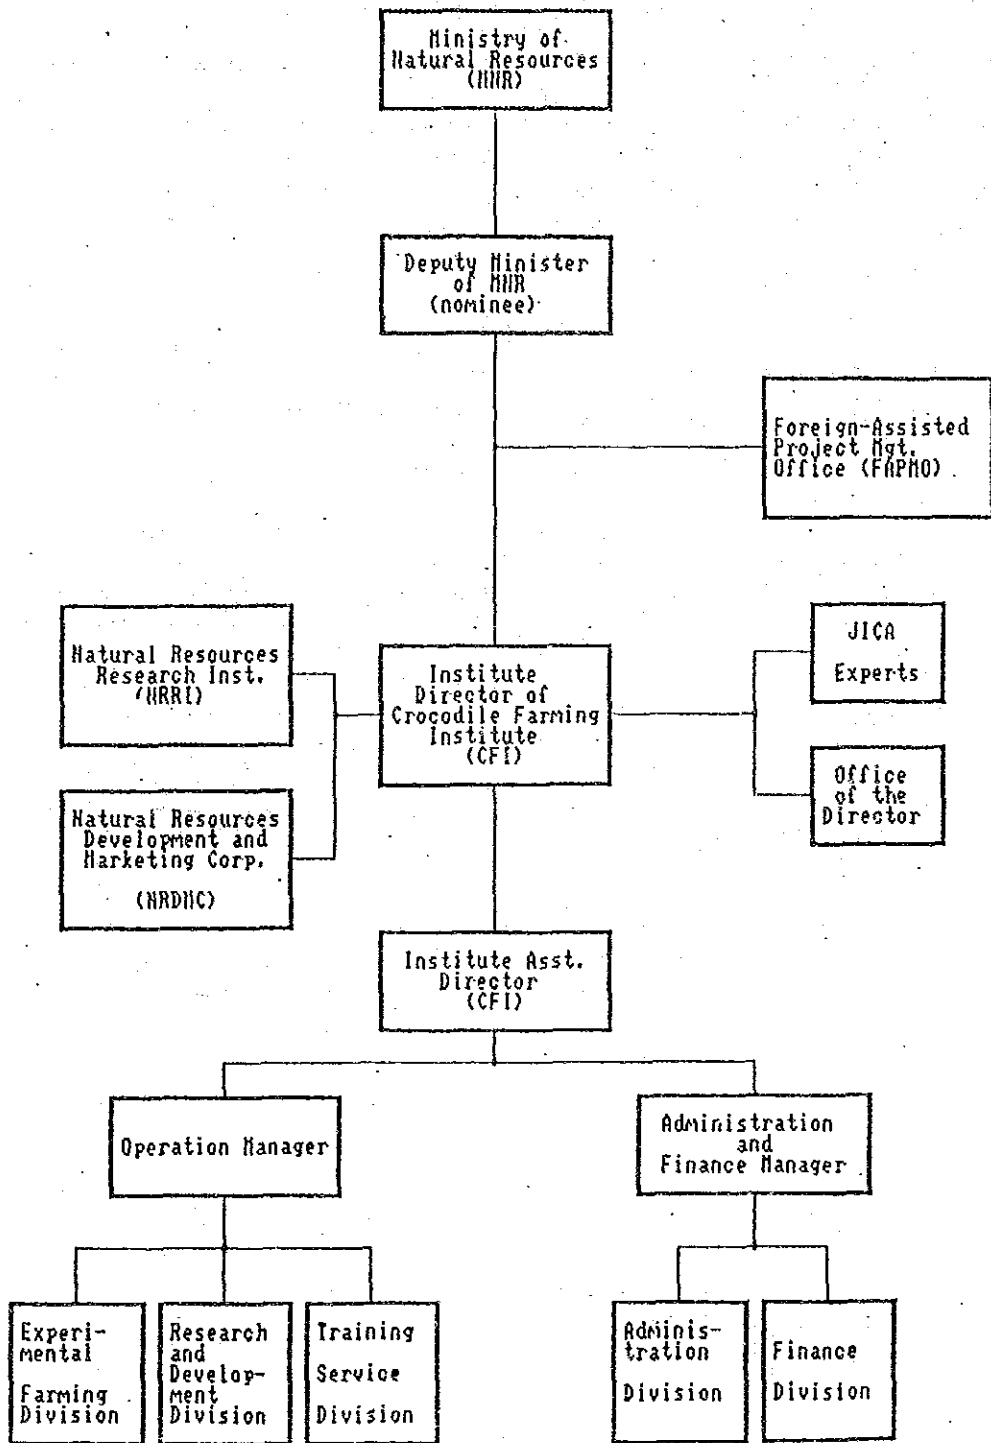 Ministry of
Natural Resources
(MNR)
Deputy Minister
of MNR
(nominee)
Foreign-Assisted
Project Mgt.
Office (FAPMO)
Natural Resources
Research Inst.
(NRRI)
Institute
Director of
Crocodile Farming
Institute
(CFI)
JICA
Experts
Office
of the
Director
Natural Resources
Development and
Marketing Corp.
(NRDMC)
Institute Asst.
Director
(CFI)
Operation Manager
Administration
and
Finance Manager
Experi-
mental
Farming
Division
Research
and
Develop-
ment
Division
Training
Service
Division
Adminis-
tration
Division
Finance
Division